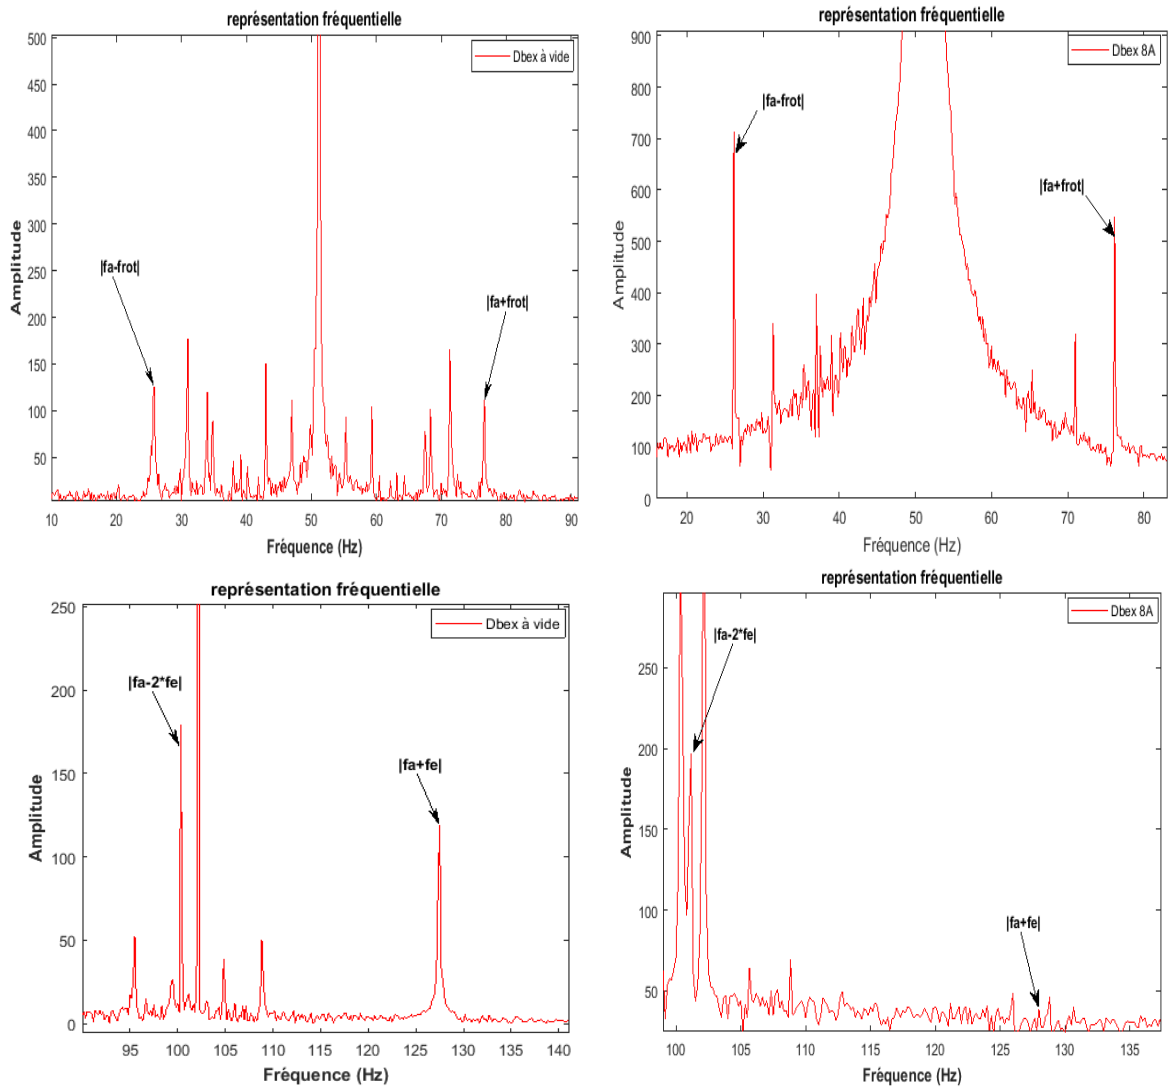 représentation fréquentielle
Dbex à vide
|fa-frot|
|fa+frot|
Amplitude
500
450
400
350
300
250
200
150
100
50
10 20 30 40 50 60 70 80 90
Fréquence (Hz)
représentation fréquentielle
Dbex 8A
|fa-frot|
|fa+frot|
Amplitude
900
800
700
600
500
400
300
200
100
0
20 30 40 50 60 70 80
Fréquence (Hz)
représentation fréquentielle
Dbex à vide
|fa-2*fe|
|fa+fe|
Amplitude
250
200
150
100
50
0
95 100 105 110 115 120 125 130 135 140
Fréquence (Hz)
représentation fréquentielle
Dbex 8A
|fa-2*fe|
|fa+fe|
Amplitude
250
200
150
100
50
100 105 110 115 120 125 130 135
Fréquence (Hz)